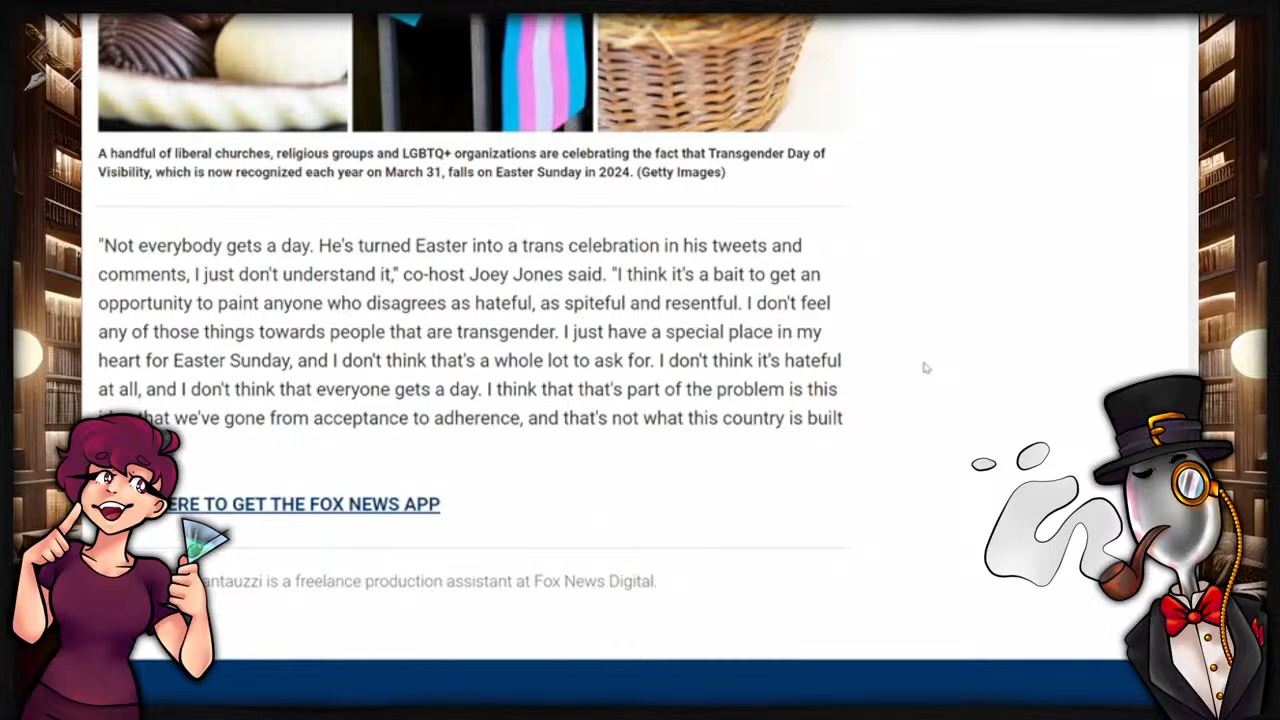 A handful of liberal churches, religious groups and LGBTQ+ organizations are celebrating the fact that Transgender Day of
Visibility, which is now recognized each year on March 31, falls on Easter Sunday in 2024. (Getty Images)
"Not everybody gets a day. He's turned Easter into a trans celebration in his tweets and
comments, I just don't understand it," co-host Joey Jones said. "I think it's a bait to get an
opportunity to paint anyone who disagrees as hateful, as spiteful and resentful. I don't feel
any of those things towards people that are transgender. I just have a special place in my
heart for Easter Sunday, and I don't think that's a whole lot to ask for. I don't think it's hateful
at all, and I don't think that everyone gets a day. I think that that's part of the problem is this
that we've gone from acceptance to adherence, and that's not what this country is built
ERE TO GET THE FOX NEWS APP
antauzzi is a freelance production assistant at Fox News Digital.